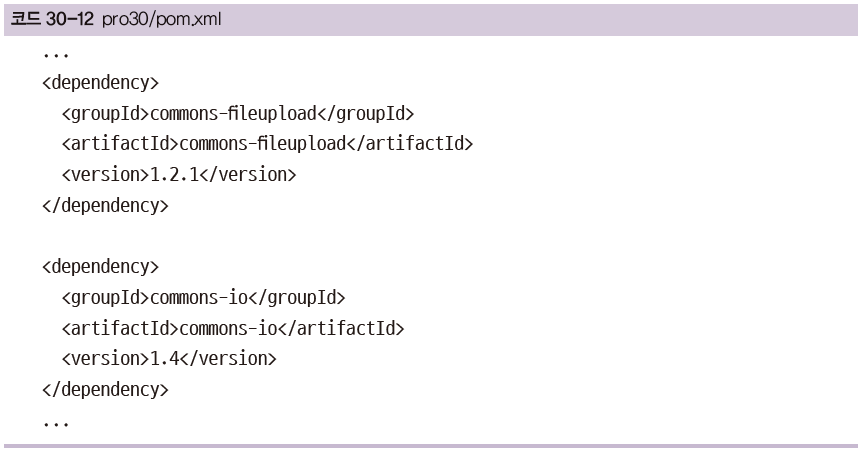 코드 30-12 pro30/pom.xml
...
<dependency>
<groupId>commons-fileupload</groupId>
<artifactId>commons-fileupload</artifactId>
<version>1.2.1</version>
</dependency>
<dependency>
<groupId>commons-io</groupId>
<artifactId>commons-io</artifactId>
<version>1.4</version>
</dependency>
...